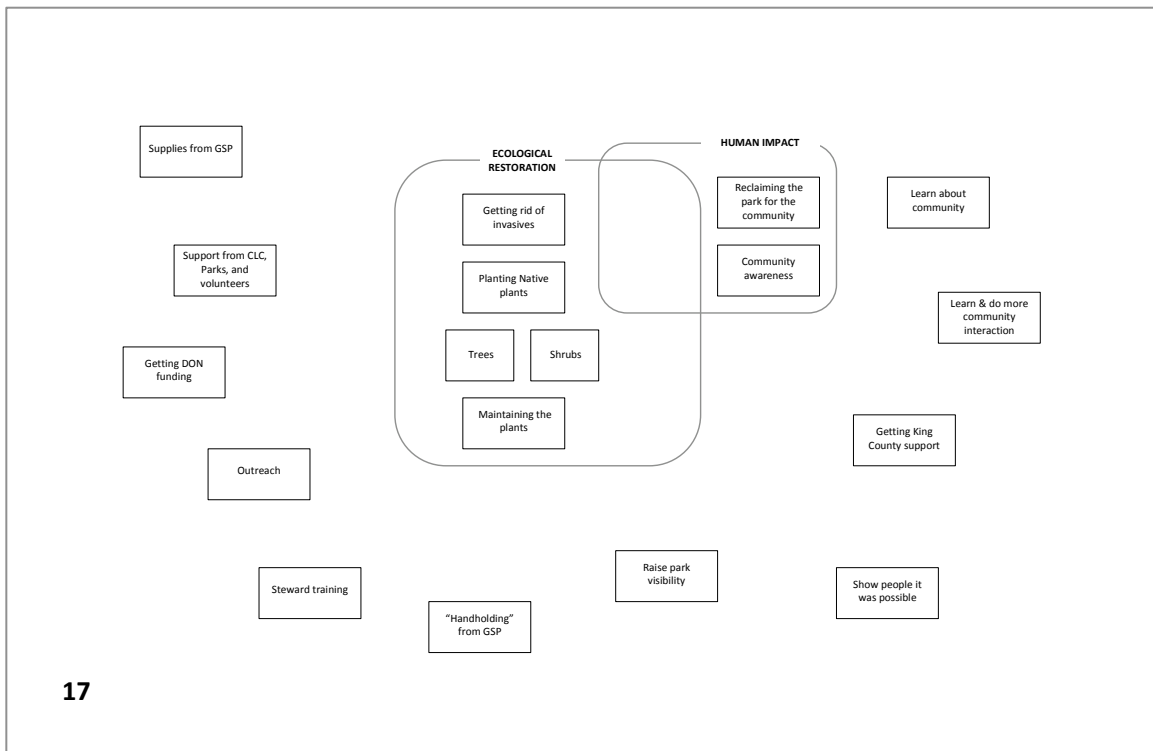 Supplies from GSP
ECOLOGICAL
RESTORATION
HUMAN IMPACT
Getting rid of
invasives
Reclaiming the
park for the
community
Learn about
community
Support from CLC,
Parks, and
volunteers
Planting Native
plants
Community
awareness
Learn & do more
community
interaction
Getting DON
funding
Trees
Shrubs
Maintaining the
plants
Getting King
County support
Outreach
Steward training
“Handholding”
from GSP
Raise park
visibility
Show people it
was possible
17